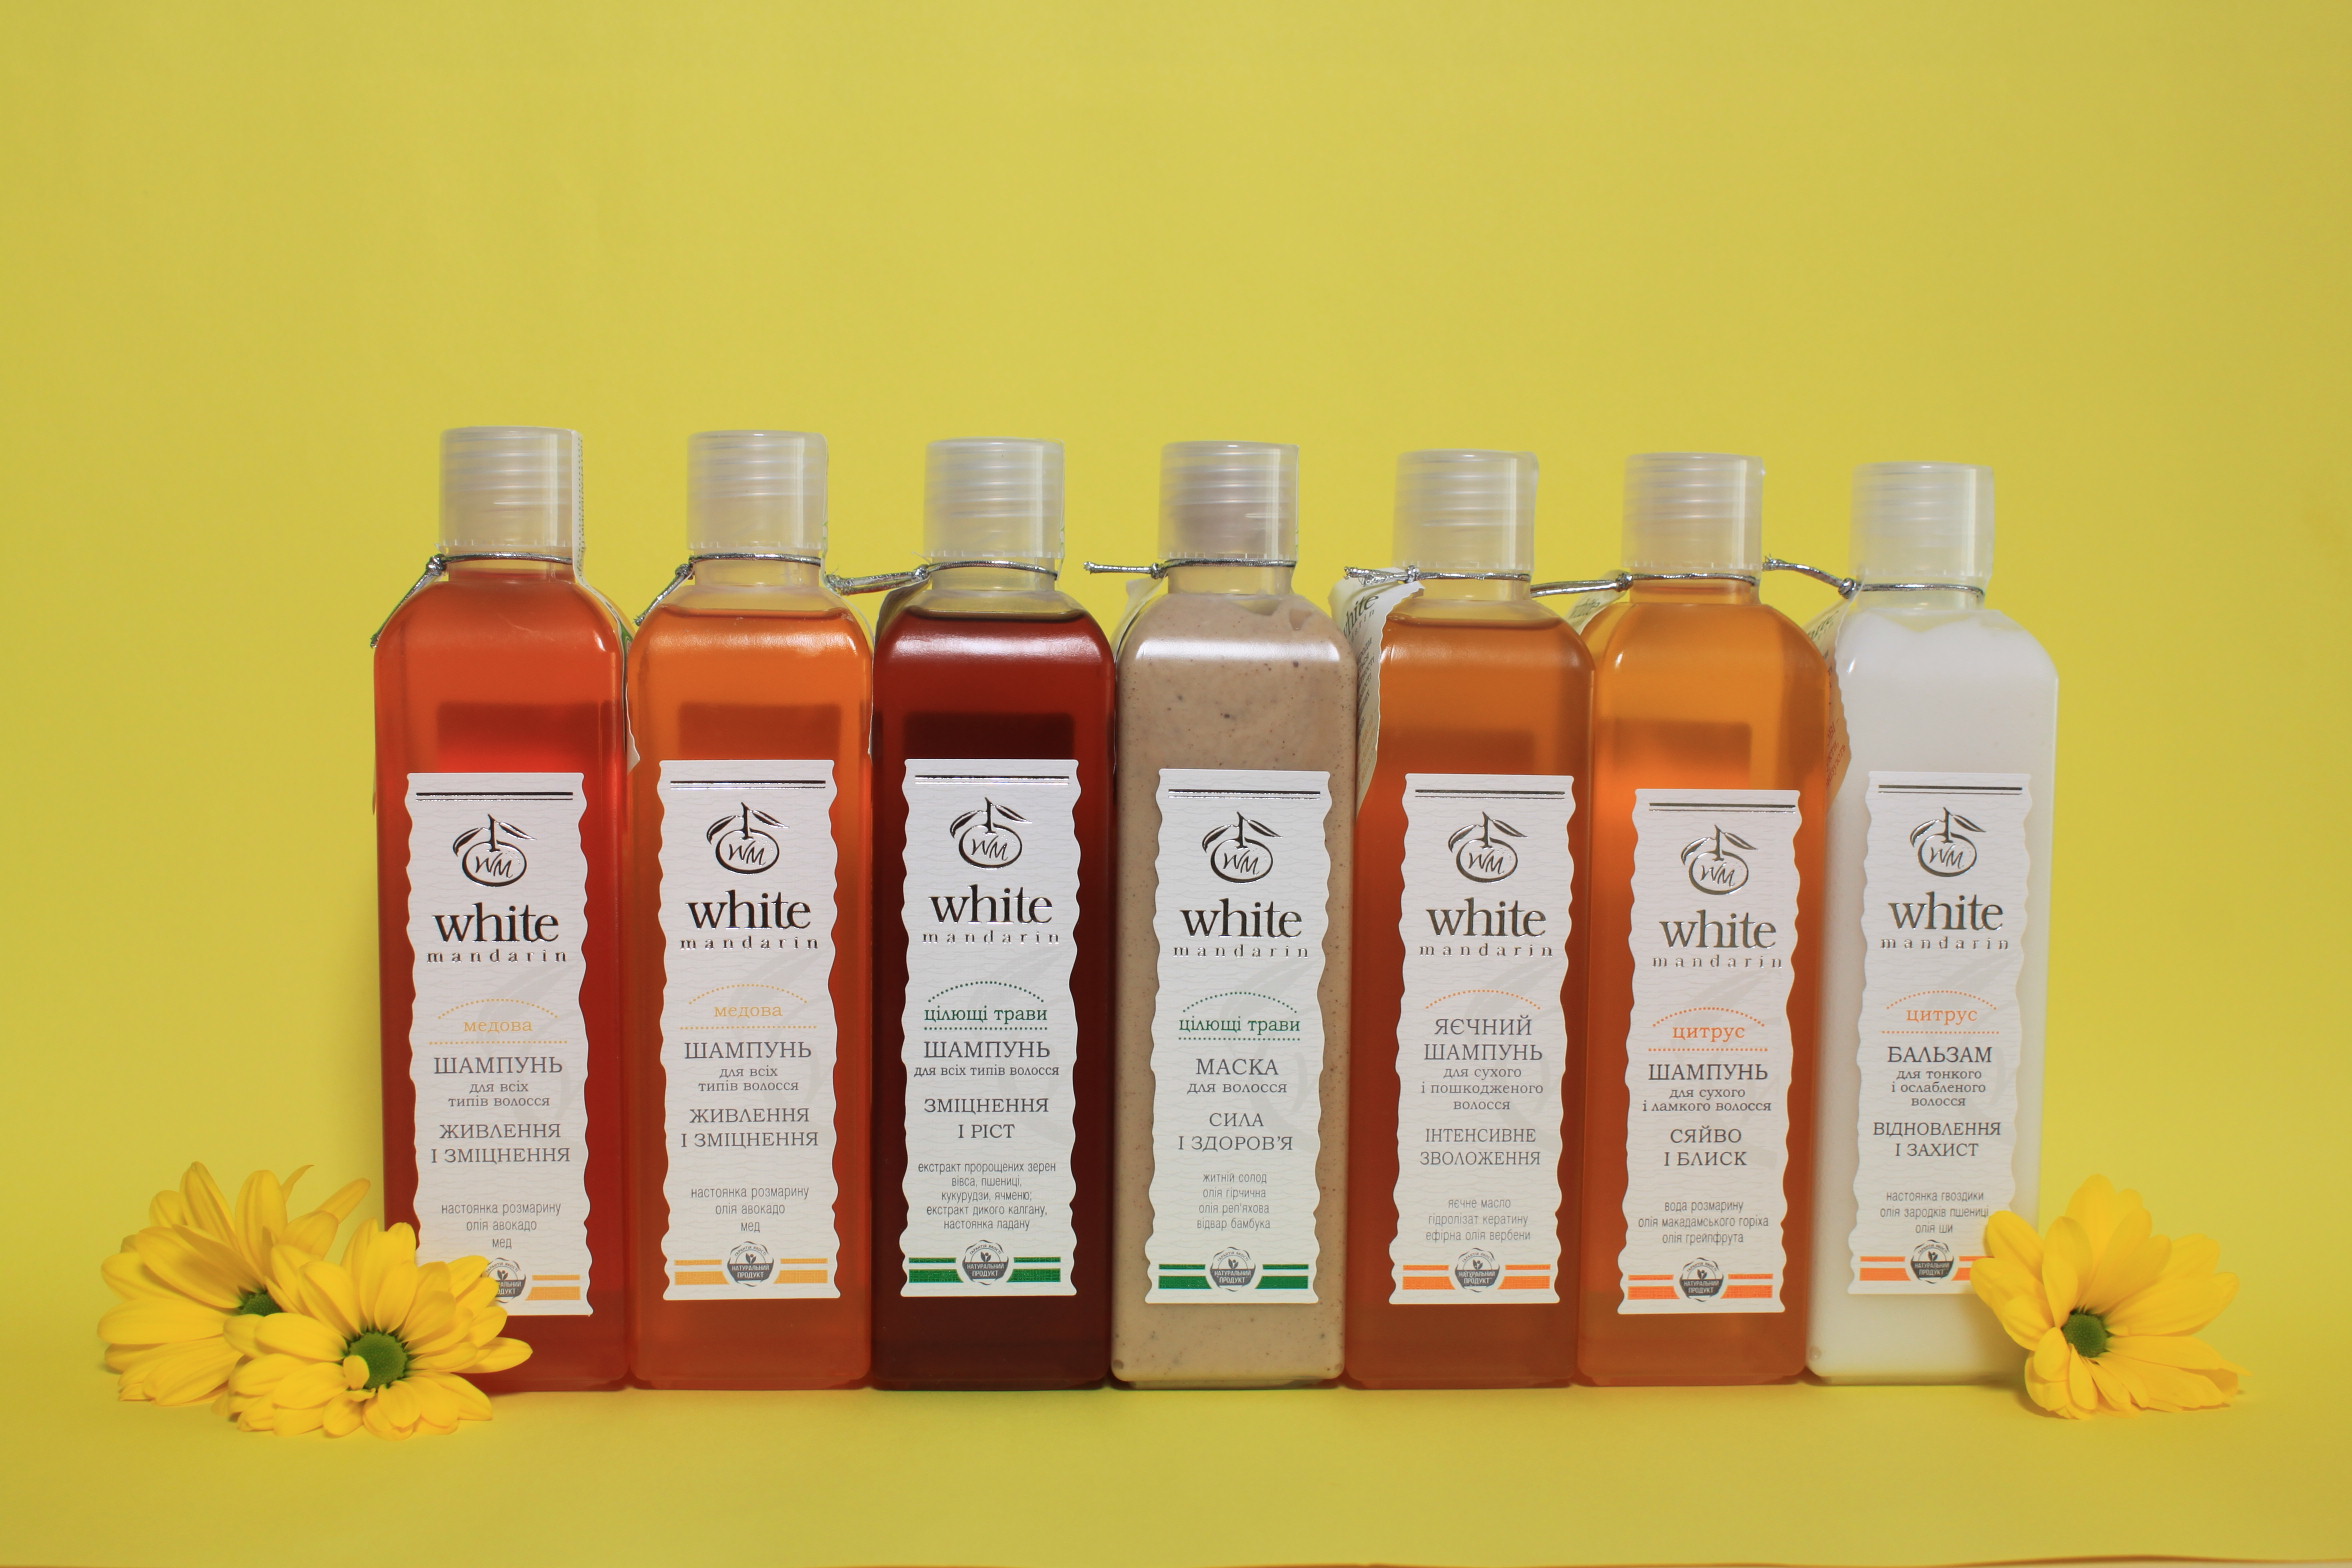 WM
white
mandarin
медова
ШАМПУНЬ
для всіх
типів волосся
ЖИВЛЕННЯ
І ЗМІЦНЕННЯ
настоянка розмарину
олія авокадо
мед
WM
white
mandarin
медова
ШАМПУНЬ
для всіх
типів волосся
ЖИВЛЕННЯ
І ЗМІЦНЕННЯ
настоянка розмарину
олія авокадо
мед
НАТУРАЛЬНИЙ
ПРОДУКТ
WM
white
mandarin
цілющі трави
ШАМПУНЬ
для всіх типів волосся
ЗМІЦНЕННЯ
І РІСТ
екстракт пророщених зерен
вівса, пшениці,
кукурудзи, ячменю;
екстракт дикого калгану,
настоянка ладану
НАТУРАЛЬНИЙ
ПРОДУКТ
WM
white
mandarin
цілющі трави
МАСКА
для волосся
СИЛА
І ЗДОРОВ'Я
житній солод
олія гірчична
олія реп'яхова
відвар бамбука
НАТУРАЛЬНИЙ
ПРОДУКТ
white
WM
white
mandarin
ЯЄЧНИЙ
ШАМПУНЬ
для сухого
і пошкодженого
волосся
ІНТЕНСИВНЕ
ЗВОЛОЖЕННЯ
яєчне масло
гідролізат кератину
ефірна олія вербени
НАТУРАЛЬНИЙ
ПРОДУКТ
WM
white
mandarin
цитрус
ШАМПУНЬ
для сухого
і ламкого волосся
СЯЙВО
І БЛИСК
вода розмарину
олія макадамського горіха
олія грейпфрута
НАТУРАЛЬНИЙ
ПРОДУКТ
WM
white
mandarin
цитрус
БАЛЬЗАМ
для тонкого
і ослабленого
волосся
ВІДНОВЛЕННЯ
І ЗАХИСТ
настоянка гвоздики
олія зародків пшениці
олія ши
НАТУРАЛЬНИЙ
ПРОДУКТ